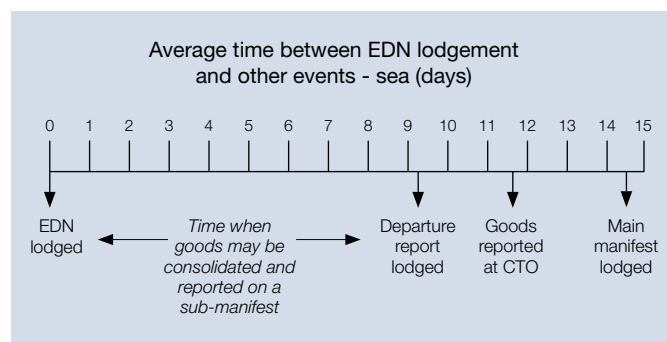 Average time between EDN lodgement
and other events - sea (days)
0 1 2 3 4 5 6 7 8 9 10 11 12 13 14 15
EDN
lodged
Time when
goods may be
consolidated and
reported on a
sub-manifest
Departure
report
lodged
Goods
reported
at CTO
Main
manifest
lodged